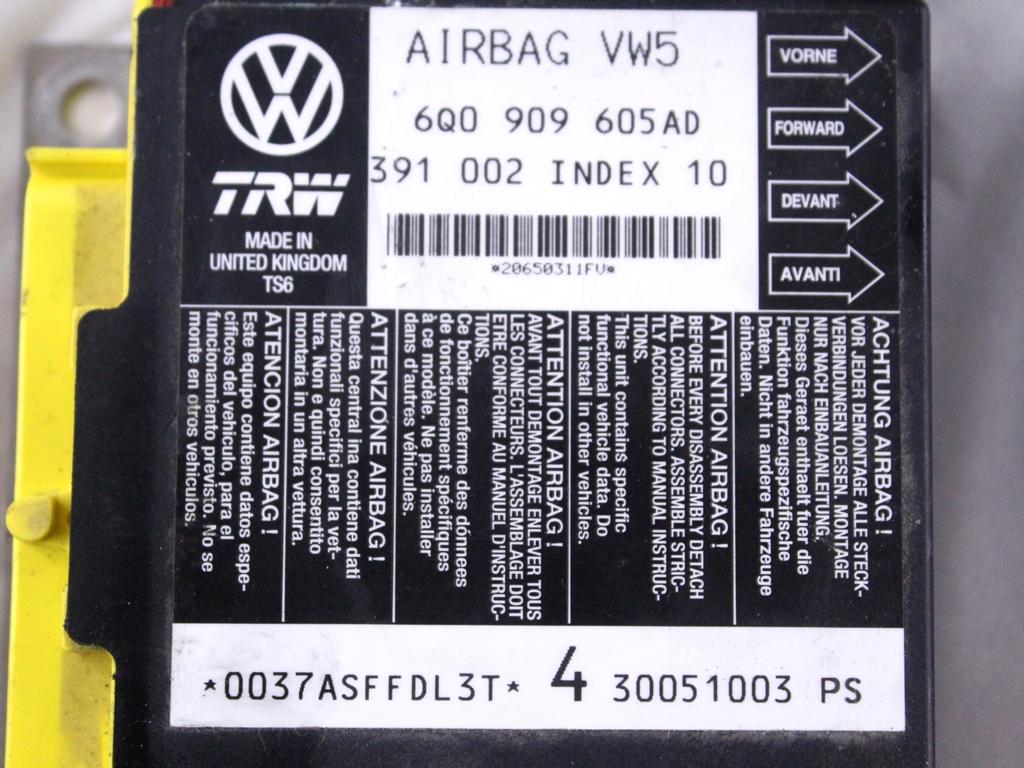 VW
TRW
MADE IN
UNITED KINGDOM
TS6
AIRBAG VW5
6Q0 909 605AD
391 002 INDEX 10
*20650311FV*
VORNE
FORWARD
DEVANT
AVANTI
ACHTUNG AIRBAG!
VOR JEDER DEMONTAGE ALLE STECK-
VERBINDUNGEN LOESEN. MONTAGE
NUR NACH EINBAUANLEITUNG.
Dieses Geraet enthaelt fuer die
Funktion fahrzeugspezifische
Daten. Nicht in andere Fahrzeuge
einbauen.
ATTENTION AIRBAG!
BEFORE EVERY DISASSEMBLY DETACH
ALL CONNECTORS. ASSEMBLE STRIC-
TLY ACCORDING TO MANUAL INSTRUC-
TIONS.
This unit contains specific
functional vehicle data. Do
not install in other vehicles.
ATTENTION AIRBAG!
AVANT TOUT DEMONTAGE ENLEVER TOUS
LES CONNECTEURS. L'ASSEMBLAGE DOIT
ETRE CONFORME AU MANUEL D'INSTRUC-
TIONS.
Ce boîtier renferme des données
de fonctionnement spécifiques
à ce modèle. Ne pas installer
dans d'autres véhicules.
ATTENZIONE AIRBAG!
Questa central ina contiene dati
funzionali specifici per la vet-
tura. Non e quindi consentito
montaria in un altra vettura.
ATENCION AIRBAG!
Este equipo contiene datos espe-
cíficos del vehículo, para el
funcionamiento previsto. No se
monte en otros vehículos.
*0037ASFFDL3T* 4 30051003 PS